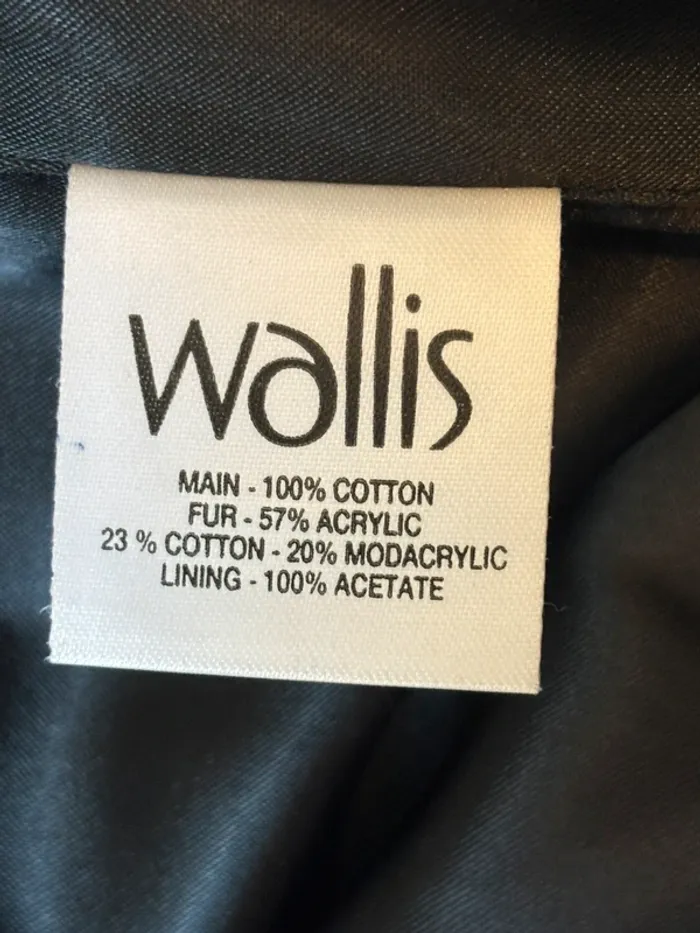 wallis
MAIN - 100% COTTON
FUR - 57% ACRYLIC
23 % COTTON - 20% MODACRYLIC
LINING - 100% ACETATE